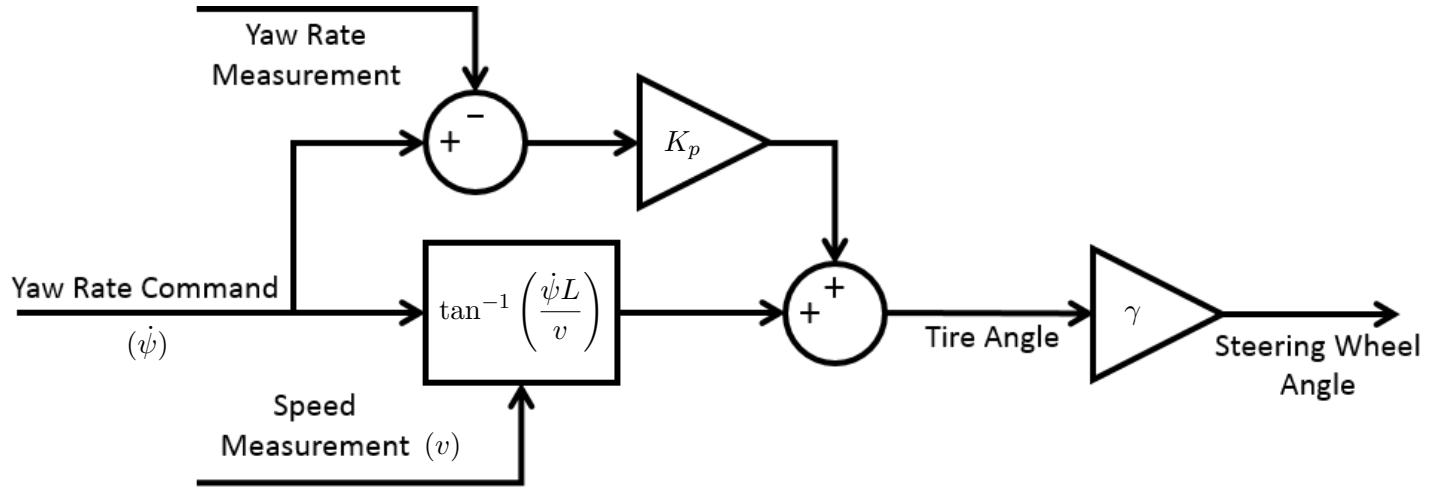 Yaw Rate
Measurement
−
+
K_p
Yaw Rate Command
(ψ̇)
tan⁻¹(ψ̇L/v)
+
+
Tire Angle
γ
Steering Wheel
Angle
Speed
Measurement (v)